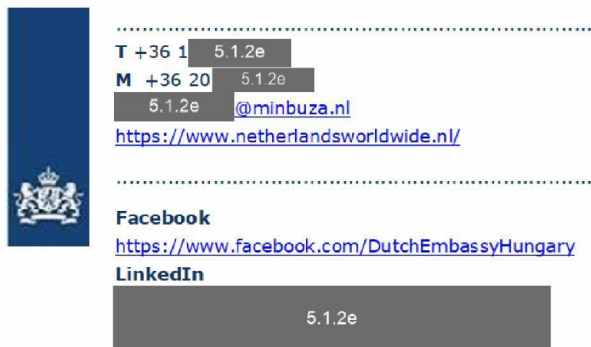 T +36 1 5.1.2e
M +36 20 5.1.2e
5.1.2e @minbuza.nl
https://www.netherlandsworldwide.nl/
Facebook
https://www.facebook.com/DutchEmbassyHungary
LinkedIn
5.1.2e